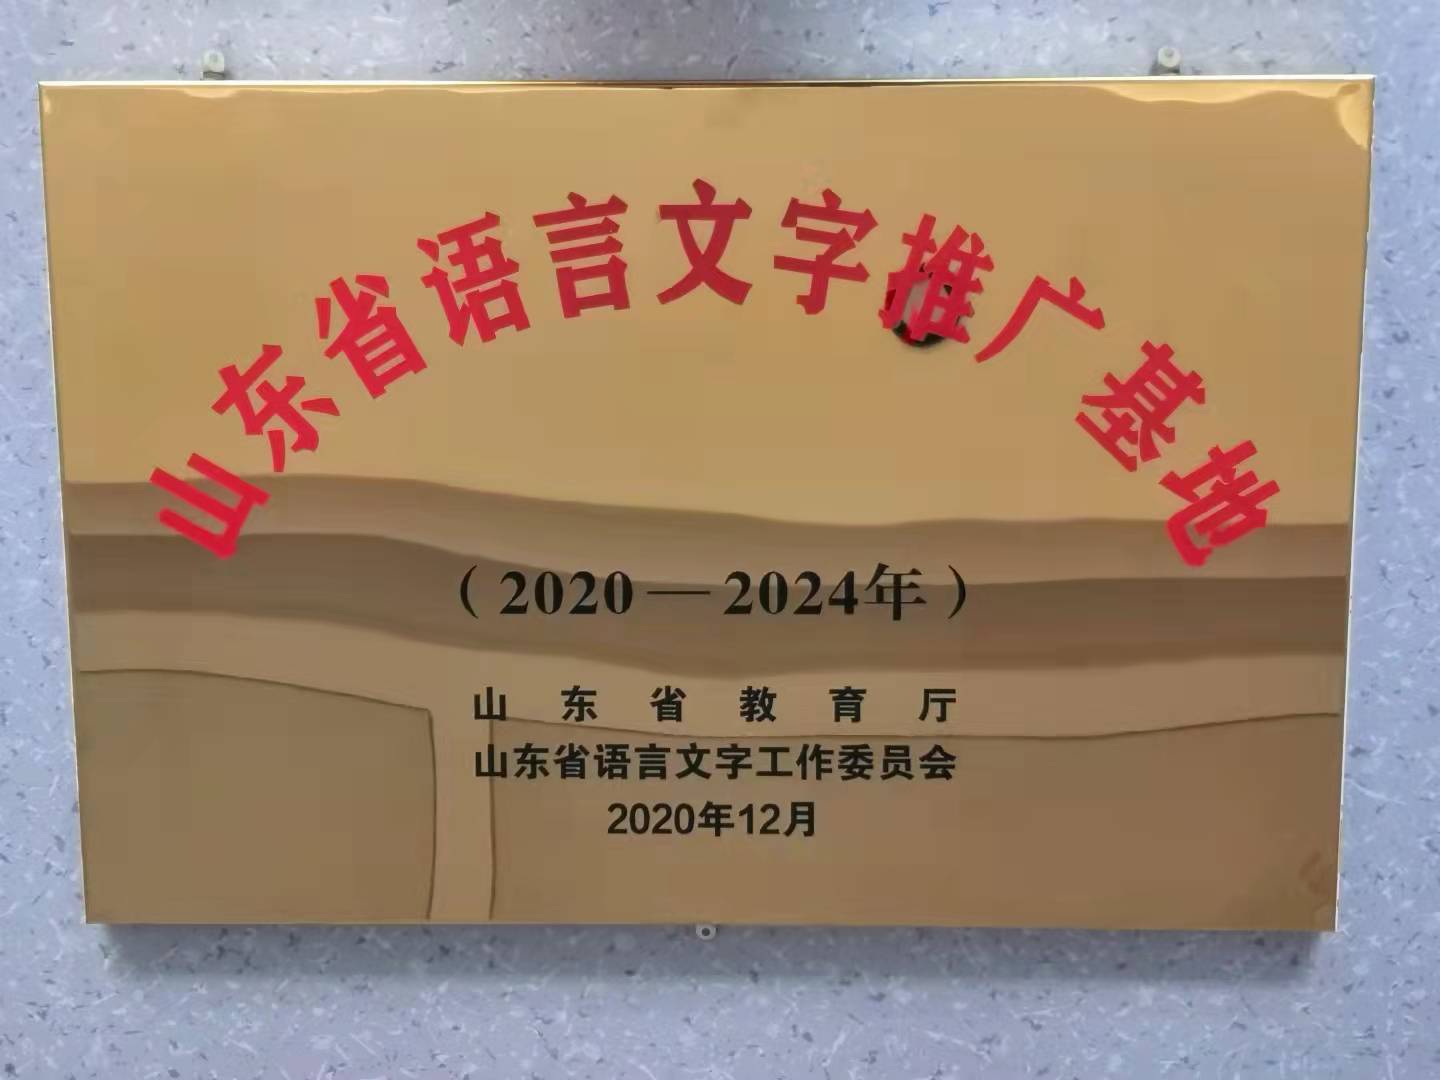 山东省语言文字推广基地
（2020—2024年）
山东省教育厅
山东省语言文字工作委员会
2020年12月